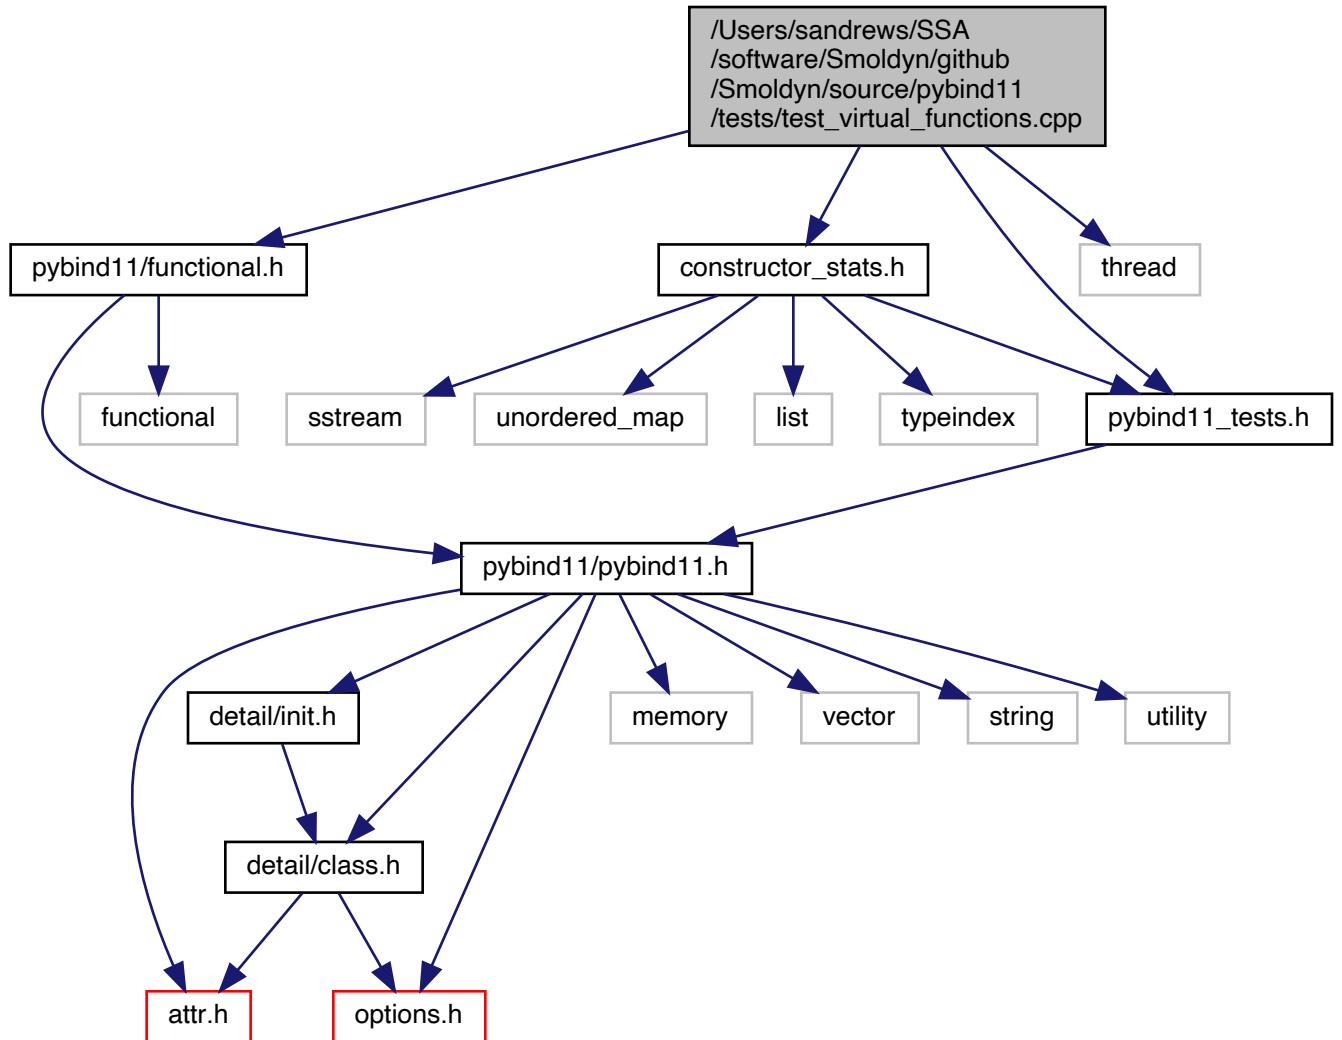 /Users/sandrews/SSA
/software/Smoldyn/github
/Smoldyn/source/pybind11
/tests/test_virtual_functions.cpp
pybind11/functional.h
constructor_stats.h
thread
functional
sstream
unordered_map
list
typeindex
pybind11_tests.h
pybind11/pybind11.h
detail/init.h
memory
vector
string
utility
detail/class.h
attr.h
options.h